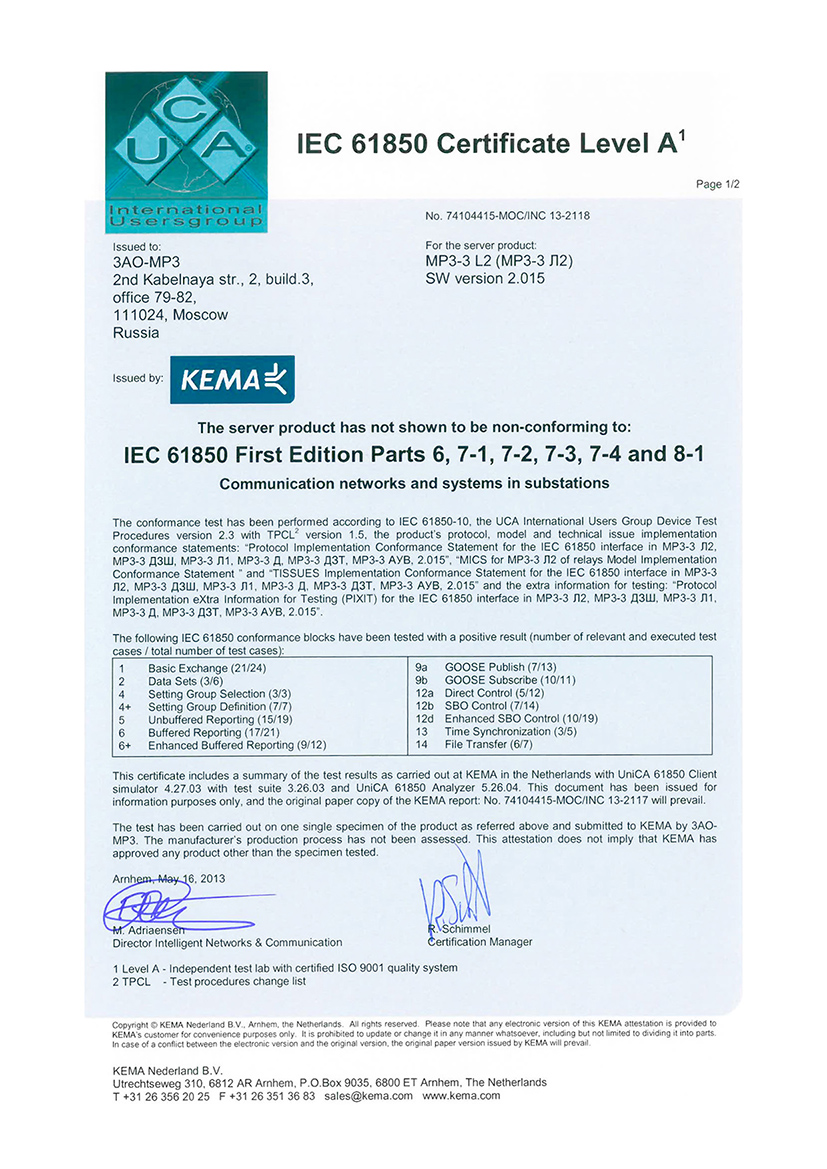 UCA®
International
Usersgroup
IEC 61850 Certificate Level A¹
Page 1/2
No. 74104415-MOC/INC 13-2118
Issued to:
3AO-MP3
2nd Kabelnaya str., 2, build.3,
office 79-82,
111024, Moscow
Russia
For the server product:
MP3-3 L2 (MP3-3 Л2)
SW version 2.015
Issued by:
KEMA
The server product has not shown to be non-conforming to:
IEC 61850 First Edition Parts 6, 7-1, 7-2, 7-3, 7-4 and 8-1
Communication networks and systems in substations
The conformance test has been performed according to IEC 61850-10, the UCA International Users Group Device Test
Procedures version 2.3 with TPCL² version 1.5, the product's protocol, model and technical issue implementation
conformance statements: "Protocol Implementation Conformance Statement for the IEC 61850 interface in MP3-3 Л2,
MP3-3 ДЗШ, MP3-3 Л1, MP3-3 Д, MP3-3 ДЗТ, MP3-3 АУВ, 2.015", "MICS for MP3-3 Л2 of relays Model Implementation
Conformance Statement " and "TISSUES Implementation Conformance Statement for the IEC 61850 interface in MP3-3
Л2, MP3-3 ДЗШ, MP3-3 Л1, MP3-3 Д, MP3-3 ДЗТ, MP3-3 АУВ, 2.015" and the extra information for testing: "Protocol
Implementation eXtra Information for Testing (PIXIT) for the IEC 61850 interface in MP3-3 Л2, MP3-3 ДЗШ, MP3-3 Л1,
MP3-3 Д, MP3-3 ДЗТ, MP3-3 АУВ, 2.015".
The following IEC 61850 conformance blocks have been tested with a positive result (number of relevant and executed test
cases / total number of test cases):
1 Basic Exchange (21/24)
2 Data Sets (3/6)
4 Setting Group Selection (3/3)
4+ Setting Group Definition (7/7)
5 Unbuffered Reporting (15/19)
6 Buffered Reporting (17/21)
6+ Enhanced Buffered Reporting (9/12)
9a GOOSE Publish (7/13)
9b GOOSE Subscribe (10/11)
12a Direct Control (5/12)
12b SBO Control (7/14)
12d Enhanced SBO Control (10/19)
13 Time Synchronization (3/5)
14 File Transfer (6/7)
This certificate includes a summary of the test results as carried out at KEMA in the Netherlands with UniCA 61850 Client
simulator 4.27.03 with test suite 3.26.03 and UniCA 61850 Analyzer 5.26.04. This document has been issued for
information purposes only, and the original paper copy of the KEMA report: No. 74104415-MOC/INC 13-2117 will prevail.
The test has been carried out on one single specimen of the product as referred above and submitted to KEMA by 3AO-
MP3. The manufacturer's production process has not been assessed. This attestation does not imply that KEMA has
approved any product other than the specimen tested.
Arnhem, May 16, 2013
M. Adriaensen
Director Intelligent Networks & Communication
R. Schimmel
Certification Manager
1 Level A - Independent test lab with certified ISO 9001 quality system
2 TPCL - Test procedures change list
Copyright © KEMA Nederland B.V., Arnhem, the Netherlands. All rights reserved. Please note that any electronic version of this KEMA attestation is provided to
KEMA's customer for convenience purposes only. It is prohibited to update or change it in any manner whatsoever, including but not limited to dividing it into parts.
In case of a conflict between the electronic version and the original version, the original paper version issued by KEMA will prevail.
KEMA Nederland B.V.
Utrechtseweg 310, 6812 AR Arnhem, P.O.Box 9035, 6800 ET Arnhem, The Netherlands
T +31 26 356 20 25 F +31 26 351 36 83 sales@kema.com www.kema.com